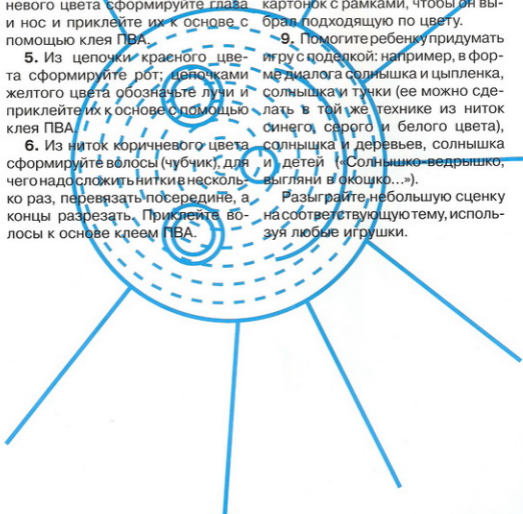 невого цвета сформируйте глаза
и нос и приклейте их к основе с
помощью клея ПВА.
5. Из цепочки красного цве-
та сформируйте рот; цепочками
желтого цвета обозначьте лучи и
приклейте их к основе с помощью
клея ПВА.
6. Из ниток коричневого цвета
сформируйте волосы (чубчик), для
чего надо сложить нитки в несколь-
ко раз, перевязать посередине, а
концы разрезать. Приклейте во-
лосы к основе клеем ПВА.
картонок с рамками, чтобы он вы-
брал подходящую по цвету.
9. Помогите ребенку придумать
игру с поделкой: например, в фор-
ме диалога солнышка и цыпленка,
солнышка и тучки (ее можно сде-
лать в той же технике из ниток
синего, серого и белого цвета),
солнышка и деревьев, солнышка
и детей («Солнышко-ведрышко,
выгляни в окошко...»).
Разыграйте небольшую сценку
на соответствующую тему, исполь-
зуя любые игрушки.